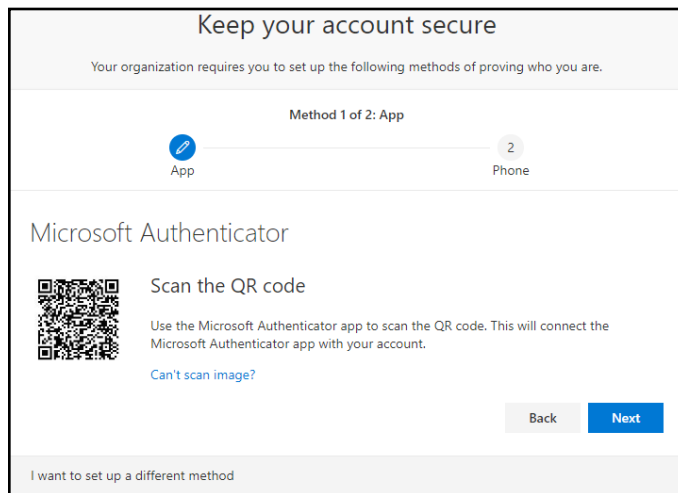 Keep your account secure
Your organization requires you to set up the following methods of proving who you are.
Method 1 of 2: App
2
App
Phone
Microsoft Authenticator
Scan the QR code
Use the Microsoft Authenticator app to scan the QR code. This will connect the
Microsoft Authenticator app with your account.
Can't scan image?
Back
Next
I want to set up a different method